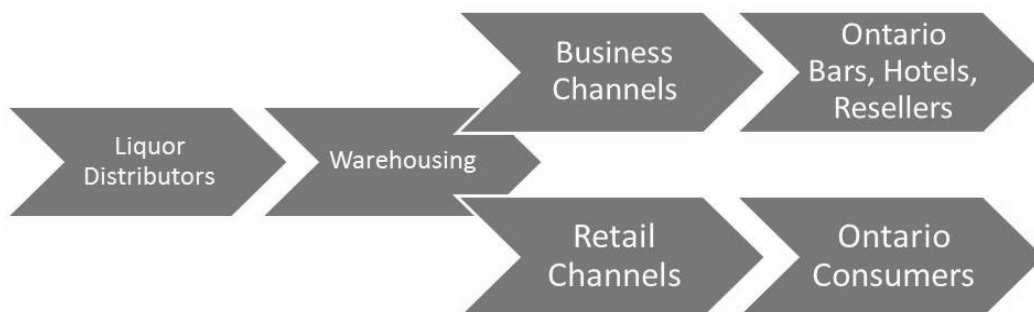 Liquor
Distributors
Warehousing
Business
Channels
Ontario
Bars, Hotels,
Resellers
Retail
Channels
Ontario
Consumers